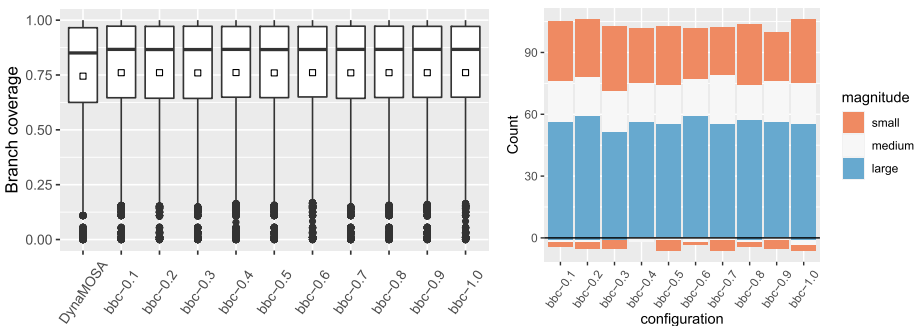 Branch coverage
1.00
0.75
0.50
0.25
0.00
DynaMOSA
bbc−0.1
bbc−0.2
bbc−0.3
bbc−0.4
bbc−0.5
bbc−0.6
bbc−0.7
bbc−0.8
bbc−0.9
bbc−1.0
Count
90
60
30
0
bbc−0.1
bbc−0.2
bbc−0.3
bbc−0.4
bbc−0.5
bbc−0.6
bbc−0.7
bbc−0.8
bbc−0.9
bbc−1.0
configuration
magnitude
small
medium
large